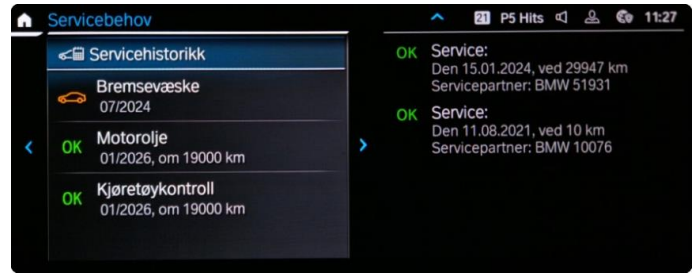 Servicebehov
21 P5 Hits 11:27
Servicehistorikk
Bremsevæske
07/2024
OK Motorolje
01/2026, om 19000 km
OK Kjøretøykontroll
01/2026, om 19000 km
OK Service:
Den 15.01.2024, ved 29947 km
Servicepartner: BMW 51931
OK Service:
Den 11.08.2021, ved 10 km
Servicepartner: BMW 10076